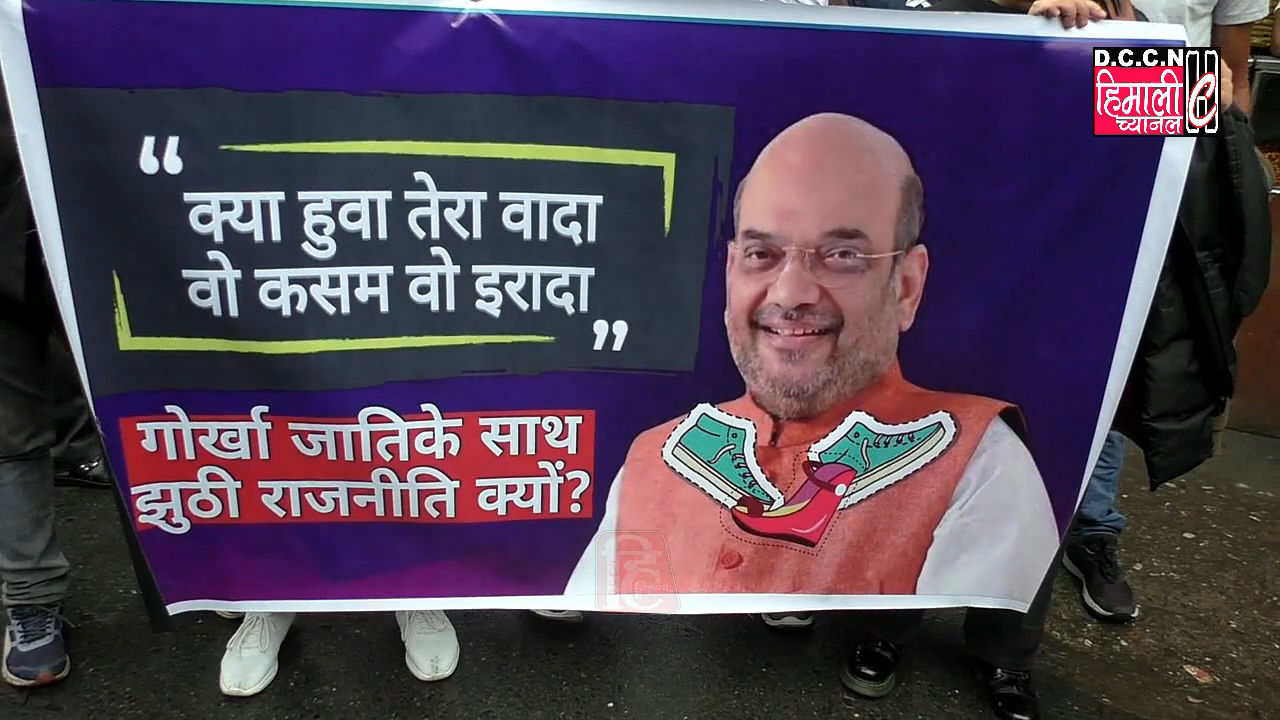 D.C.C.N
हिमाली
च्यानल
“
क्या हुवा तेरा वादा
वो कसम वो इरादा
”
गोर्खा जातिके साथ
झुठी राजनीति क्यों?